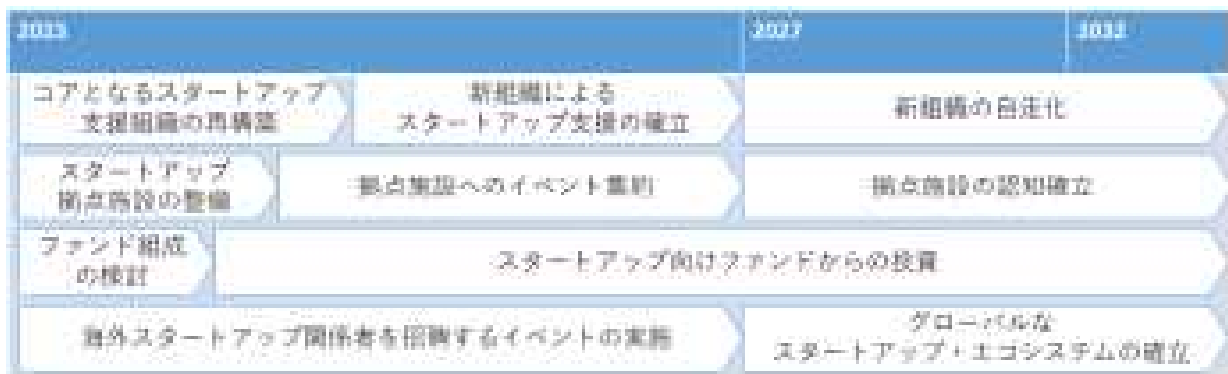 2027
コアとなるスタートアップ
支援組織の再構築
新組織による
スタートアップ支援の確立
新組織の自走化
スタートアップ
拠点施設の整備
拠点施設へのイベント集約
拠点施設の認知確立
ファンド組成
の検討
スタートアップ向けファンドからの投資
海外スタートアップ関係者を招聘するイベントの実施
グローバルな
スタートアップ・エコシステムの確立